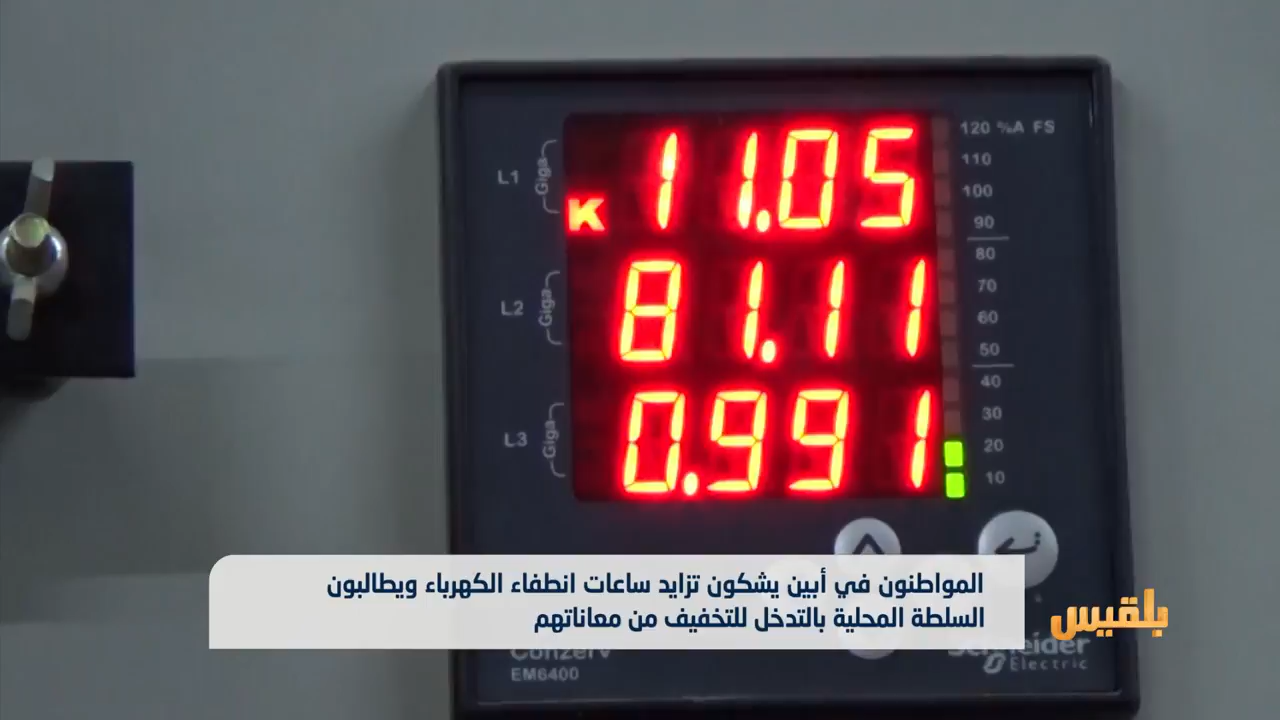 L1
Giga
K 11.05
120 %A FS
110
100
90
80
70
60
50
40
30
20
10
L2
Giga
81.11
L3
Giga
0.991
المواطنون في أبين يشكون تزايد ساعات انطفاء الكهرباء ويطالبون
السلطة المحلية بالتدخل للتخفيف من معاناتهم
بلقيس
Conzerv
EM6400
Schneider
Electric